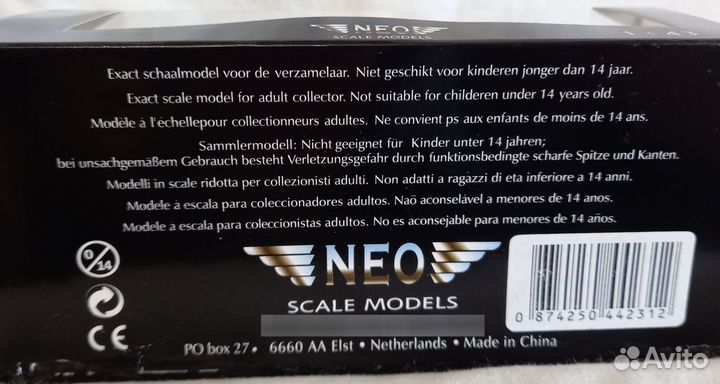 NEO
SCALE MODELS
1:43
Exact schaalmodel voor de verzamelaar. Niet geschikt voor kinderen jonger dan 14 jaar.
Exact scale model for adult collector. Not suitable for childeren under 14 years old.
Modèle à l'échellepour collectionneurs adultes. Ne convient ps aux enfants de moins de 14 ans.
Sammlermodell: Nicht geeignet für Kinder unter 14 jahren;
bei unsachgemäßem Gebrauch besteht Verletzungsgefahr durch funktionsbedingte scharfe Spitze und Kanten.
Modelli in scale ridotta per collezionisti adulti. Non adatti a ragazzi di eta inferiore a 14 anni.
Modele á escala para coleccionadores adultos. Naõ aconselável a menores de 14 anos.
Modele á escala para coleccionistas adultos. No es aconsejable para menores de 14 años.
0/14
CE
NEO
SCALE MODELS
PO box 27 • 6660 AA Elst • Netherlands • Made in China
0 874250 442312
Avito